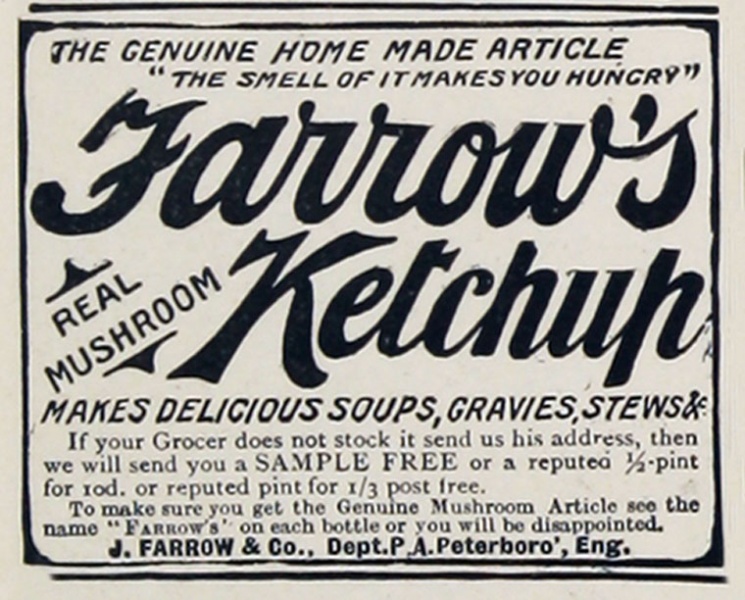 THE GENUINE HOME MADE ARTICLE
"THE SMELL OF IT MAKES YOU HUNGRY"
Farrow's
REAL
MUSHROOM
Ketchup
MAKES DELICIOUS SOUPS, GRAVIES, STEWS &c
If your Grocer does not stock it send us his address, then
we will send you a SAMPLE FREE or a reputed ½-pint
for 10d. or reputed pint for 1/3 post free.
To make sure you get the Genuine Mushroom Article see the
name "FARROW'S" on each bottle or you will be disappointed.
J. FARROW & Co., Dept.P.A.Peterboro', Eng.